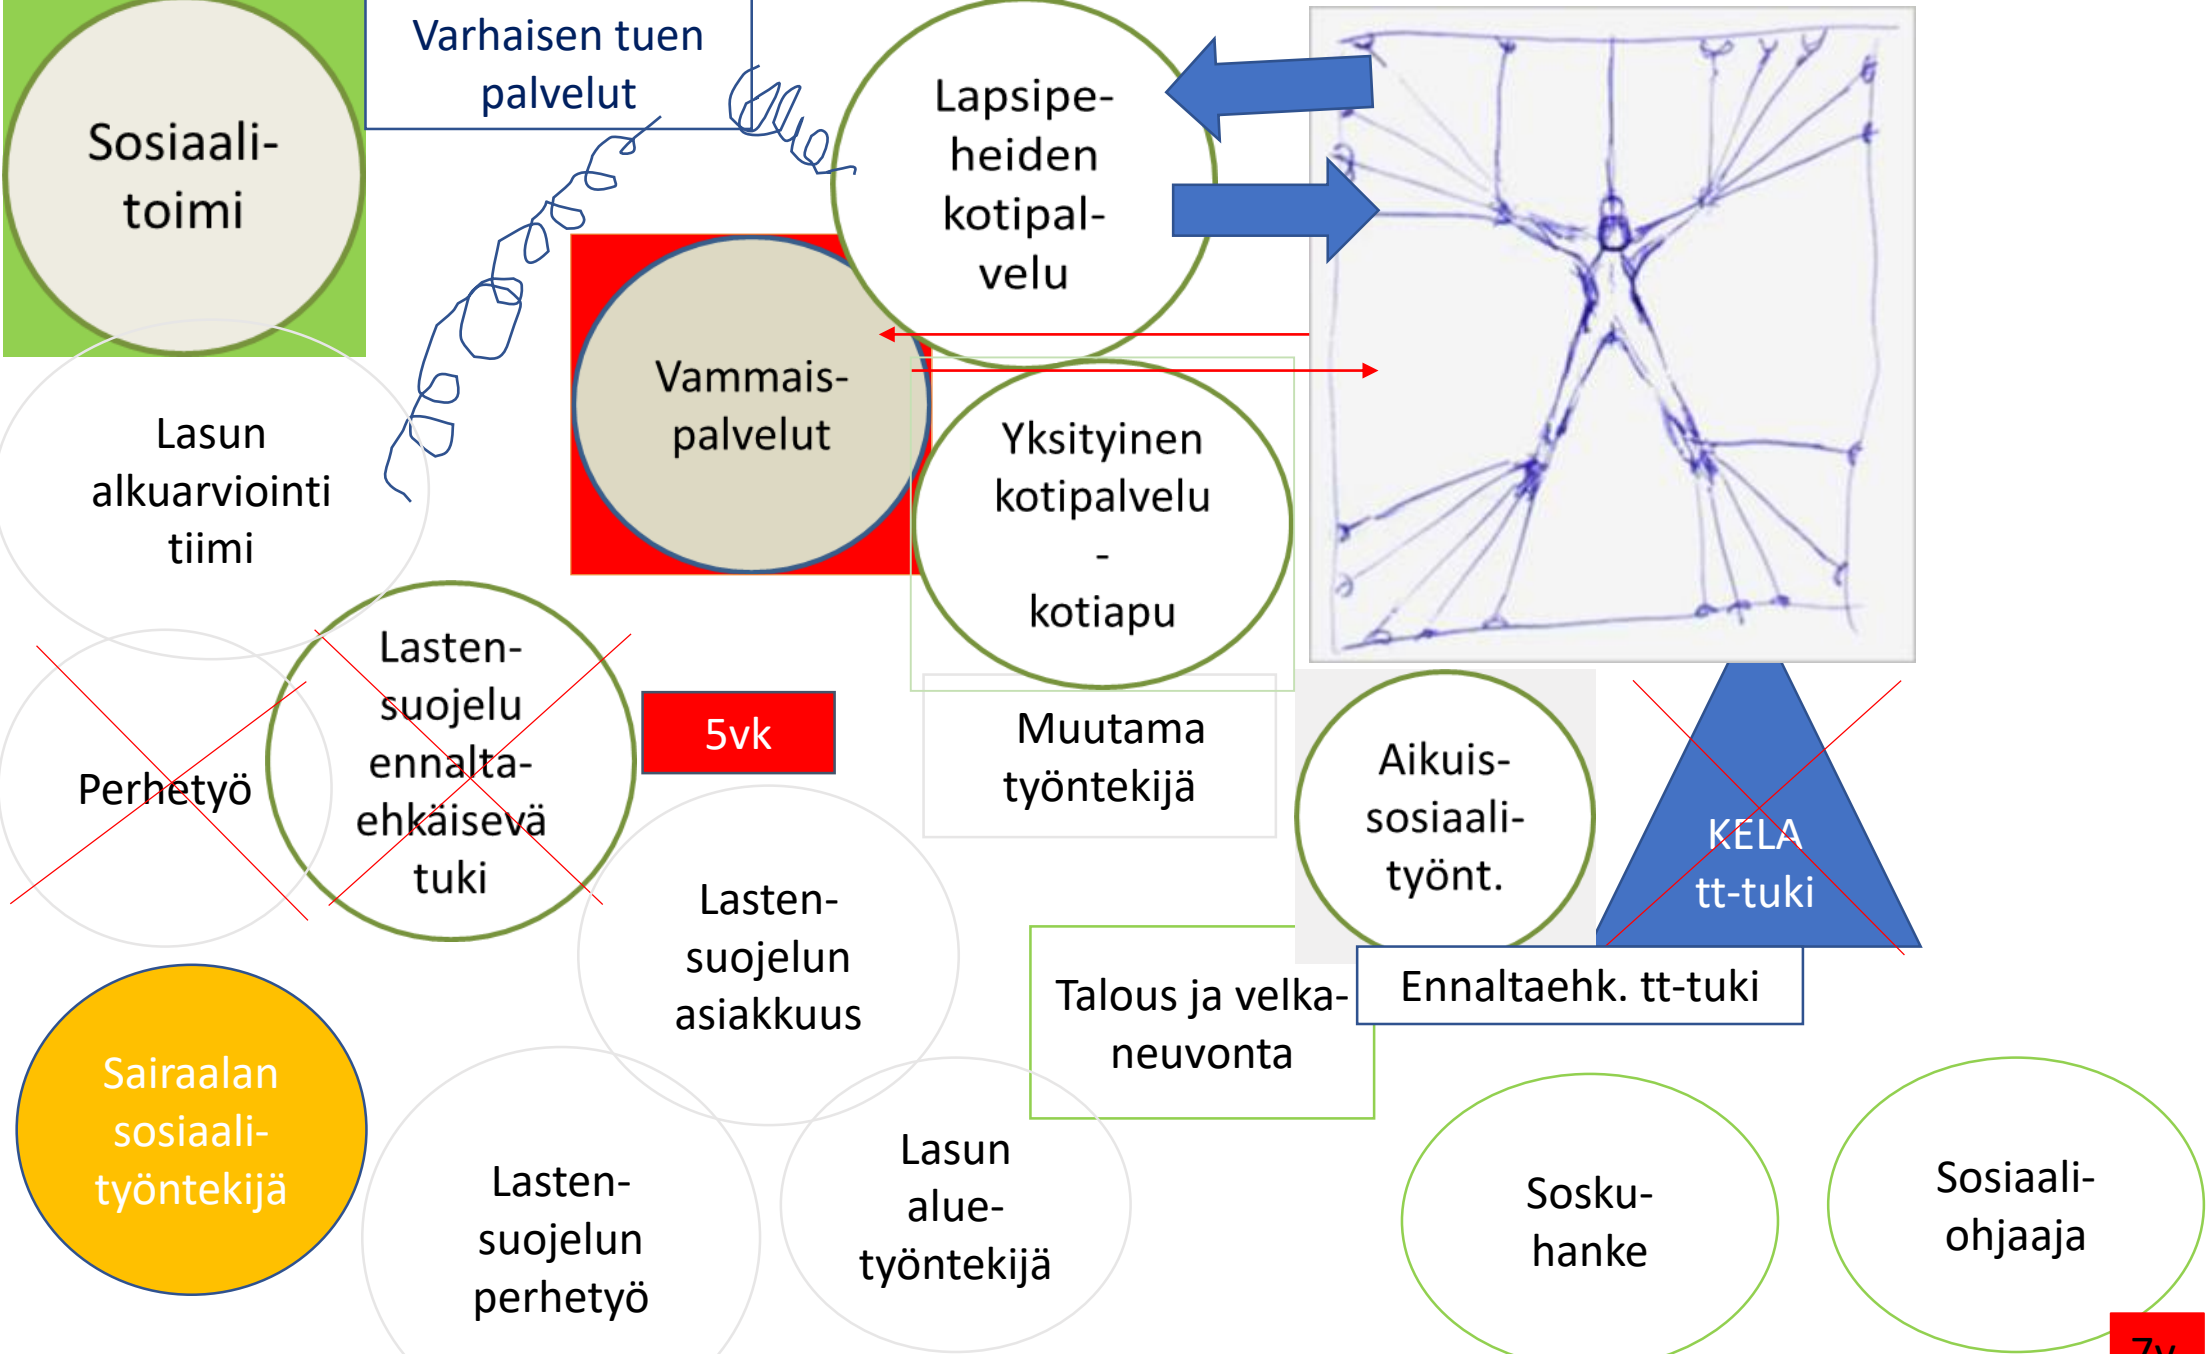 Sosiaali-
toimi
Varhaisen tuen
palvelut
Lapsipe-
heiden
kotipal-
velu
Vammais-
palvelut
Lasun
alkuarviointi
tiimi
Yksityinen
kotipalvelu
-
kotiapu
Perhetyö
Lasten-
suojelu
ennalta-
ehkäisevä
tuki
5vk
Muutama
työntekijä
Aikuis-
sosiaali-
työnt.
KELA
tt-tuki
Lasten-
suojelun
asiakkuus
Talous ja velka-
neuvonta
Ennaltaehk. tt-tuki
Sairaalan
sosiaali-
työntekijä
Lasten-
suojelun
perhetyö
Lasun
alue-
työntekijä
Sosku-
hanke
Sosiaali-
ohjaaja
7v